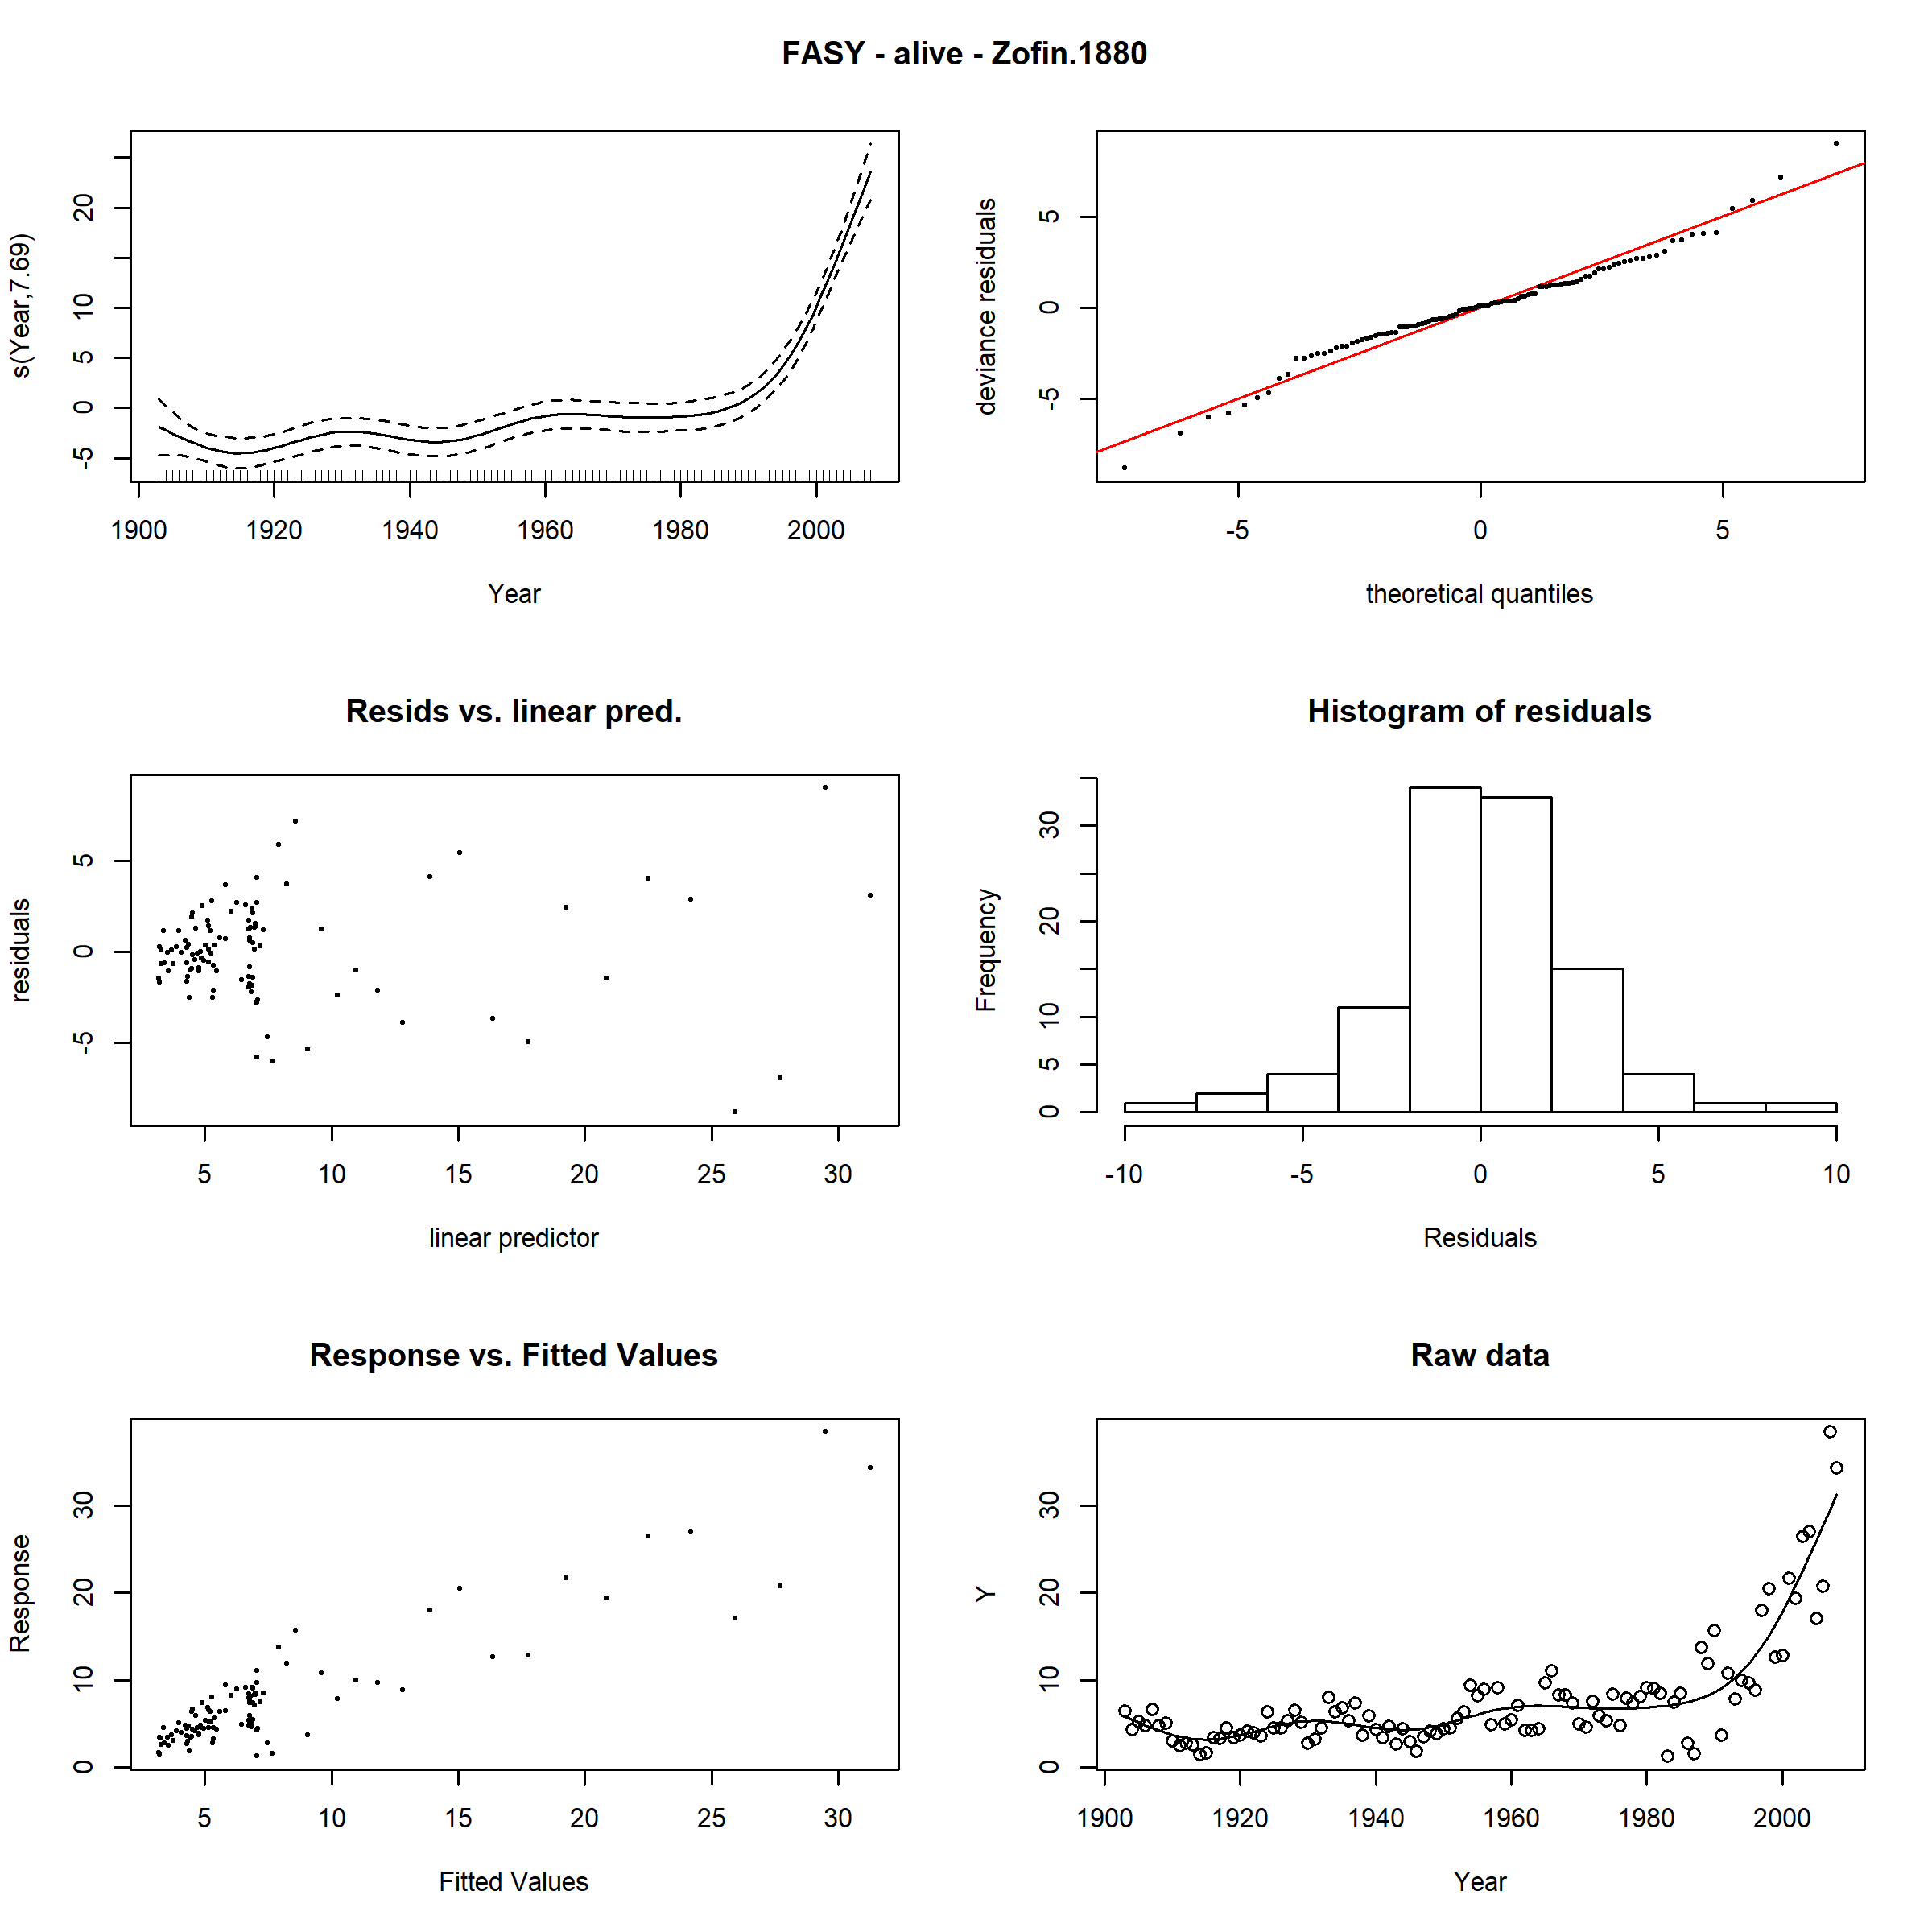 FASY - alive - Zofin.1880
s(Year,7.69)
-5 0 5 10 20
1900 1920 1940 1960 1980 2000
Year
deviance residuals
-5 0 5
-5 0 5
theoretical quantiles
Resids vs. linear pred.
residuals
-5 0 5
5 10 15 20 25 30
linear predictor
Histogram of residuals
Frequency
0 5 10 20 30
-10 -5 0 5 10
Residuals
Response vs. Fitted Values
Response
0 10 20 30
5 10 15 20 25 30
Fitted Values
Raw data
Y
0 10 20 30
1900 1920 1940 1960 1980 2000
Year